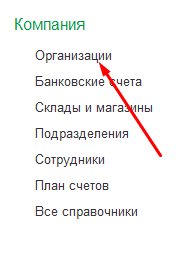 Компания
Организации
Банковские счета
Склады и магазины
Подразделения
Сотрудники
План счетов
Все справочники